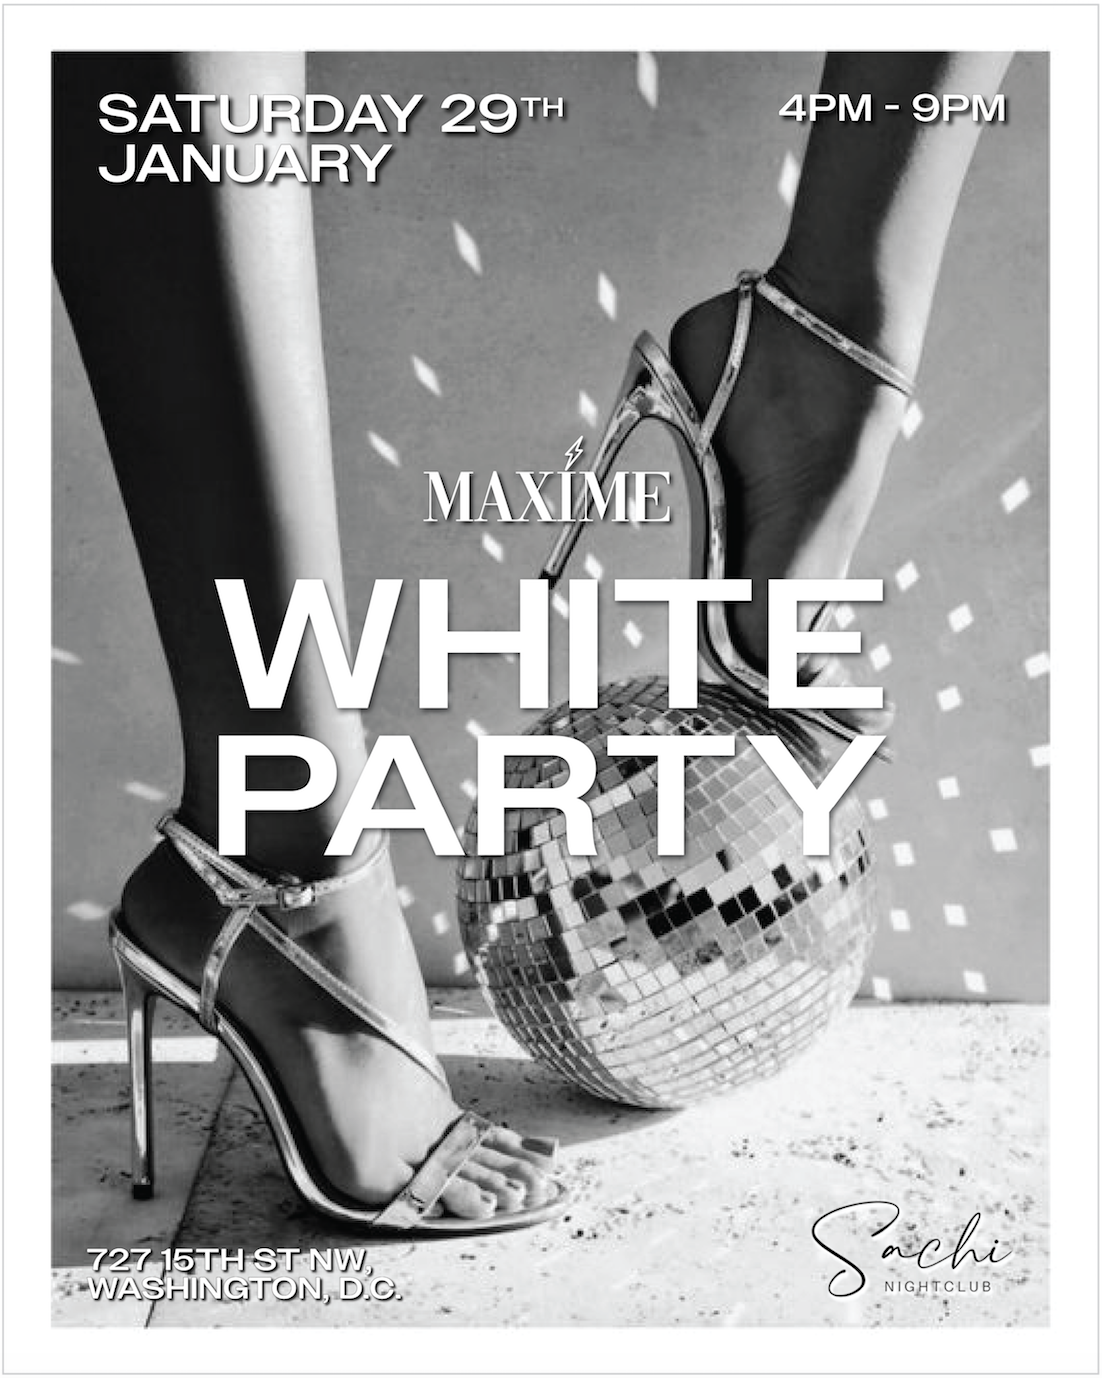 SATURDAY 29TH
JANUARY
4PM - 9PM
MAXIME
WHITE
PARTY
727 15TH ST NW,
WASHINGTON, D.C.
Sachi
NIGHTCLUB